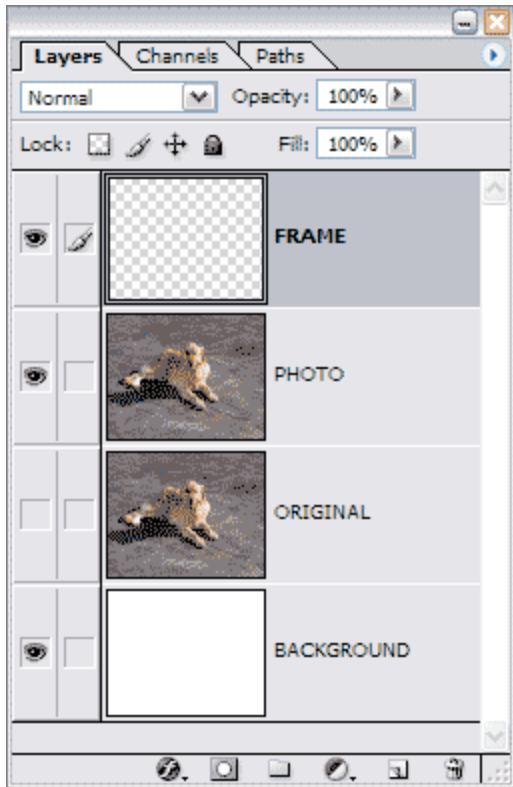 Layers Channels Paths
Normal Opacity: 100%
Lock: Fill: 100%
FRAME
PHOTO
ORIGINAL
BACKGROUND